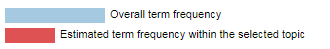 Overall term frequency
Estimated term frequency within the selected topic